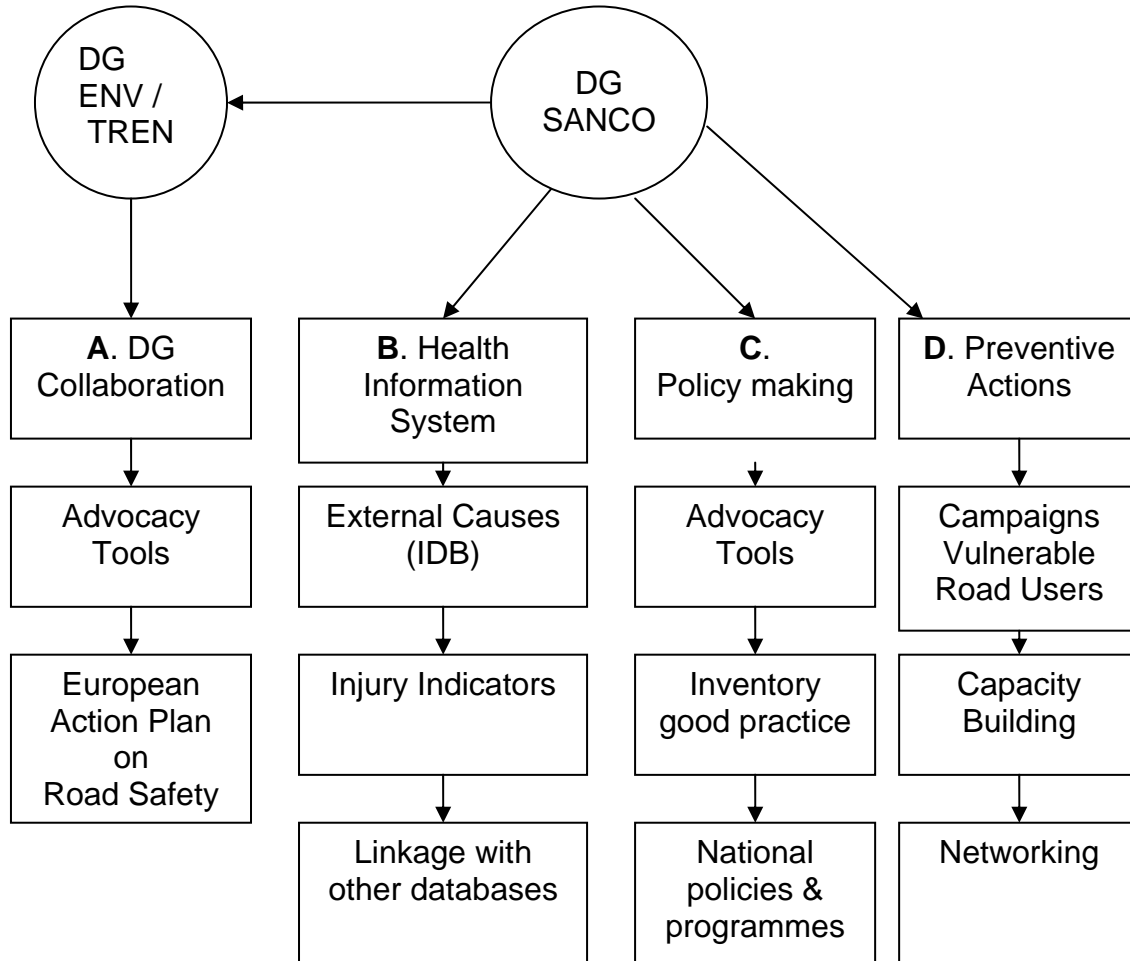 DG
ENV /
TREN
DG
SANCO
A. DG
Collaboration
B. Health
Information
System
C.
Policy making
D. Preventive
Actions
Advocacy
Tools
External Causes
(IDB)
Advocacy
Tools
Campaigns
Vulnerable
Road Users
European
Action Plan
on
Road Safety
Injury Indicators
Inventory
good practice
Capacity
Building
Linkage with
other databases
National
policies &
programmes
Networking